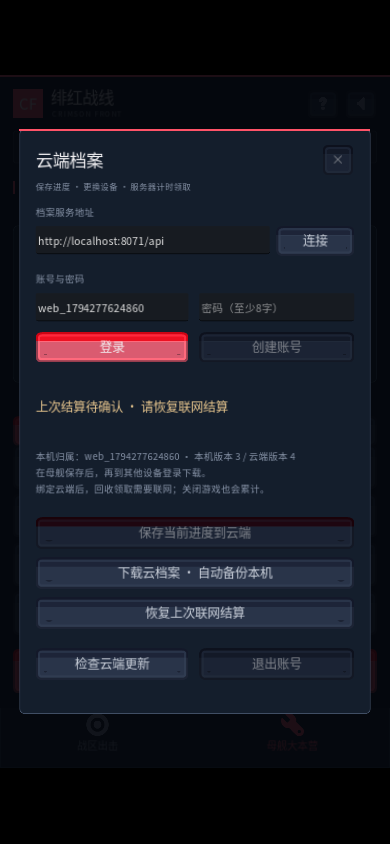 CF 绯红战线
?
云端档案
×
保存进度 · 更换设备 · 服务器计时领取
档案服务地址
http://localhost:8071/api 连接
账号与密码
web_1794277624860 密码（至少8字）
登录 创建账号
上次结算待确认 · 请恢复联网结算
本机归属：web_1794277624860 · 本机版本 3 / 云端版本 4
在母舰保存后，再到其他设备登录下载。
绑定云端后，回收领取需要联网；关闭游戏也会累计。
保存当前进度到云端
下载云档案 · 自动备份本机
恢复上次联网结算
检查云端更新 退出账号